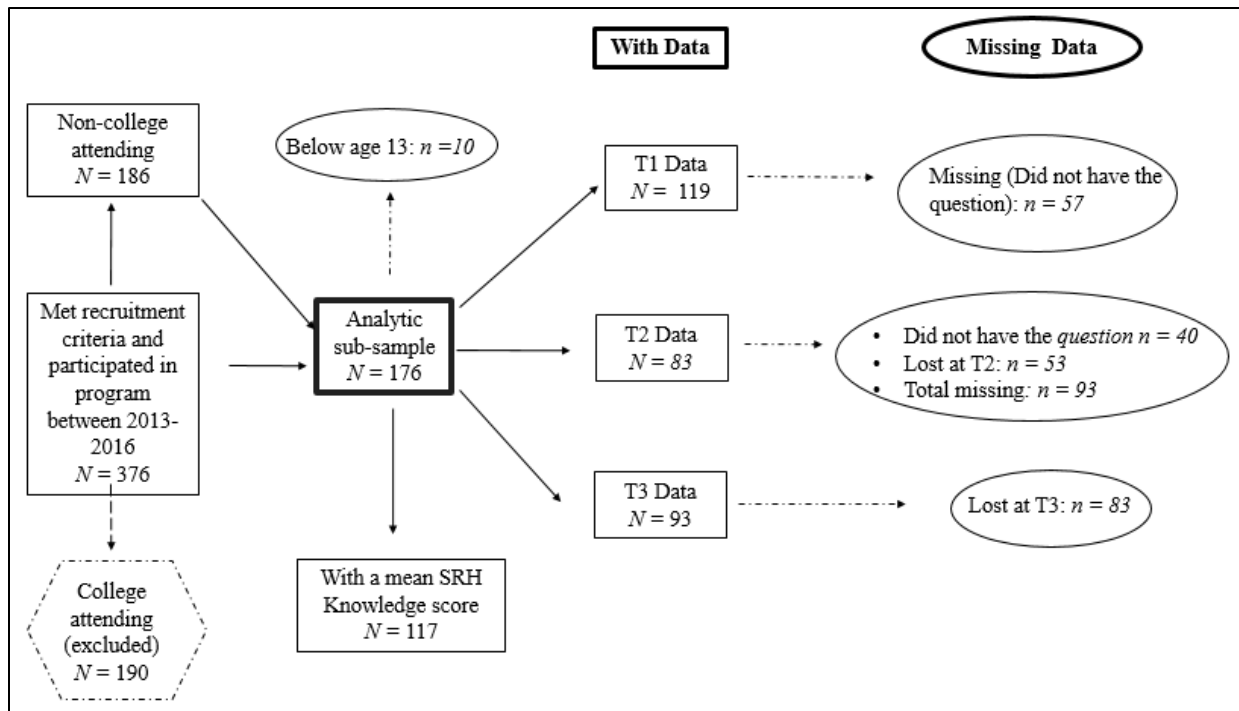 With Data
Missing Data
Non-college
attending
N = 186
Below age 13: n =10
T1 Data
N = 119
Missing (Did not have the
question): n = 57
Met recruitment
criteria and
participated in
program
between 2013-
2016
N = 376
Analytic
sub-sample
N = 176
T2 Data
N = 83
• Did not have the question n = 40
• Lost at T2: n = 53
• Total missing: n = 93
T3 Data
N = 93
Lost at T3: n = 83
College
attending
(excluded)
N = 190
With a mean SRH
Knowledge score
N = 117